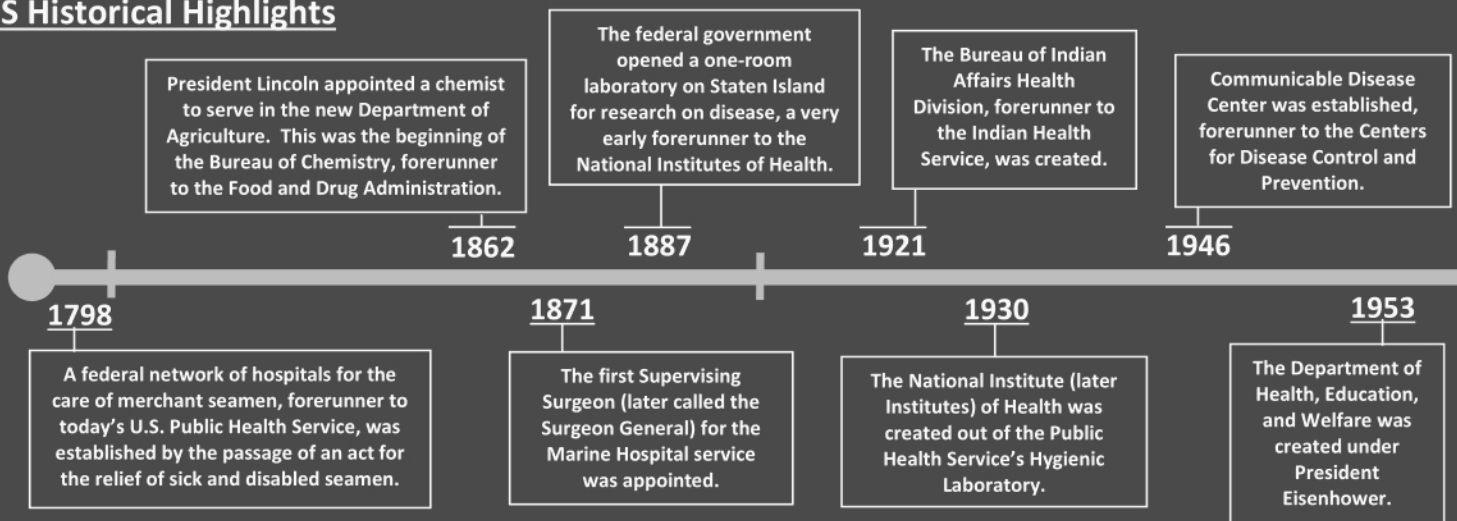 S Historical Highlights
President Lincoln appointed a chemist
to serve in the new Department of
Agriculture. This was the beginning of
the Bureau of Chemistry, forerunner
to the Food and Drug Administration.
1862
The federal government
opened a one-room
laboratory on Staten Island
for research on disease, a very
early forerunner to the
National Institutes of Health.
1887
The Bureau of Indian
Affairs Health
Division, forerunner to
the Indian Health
Service, was created.
1921
Communicable Disease
Center was established,
forerunner to the Centers
for Disease Control and
Prevention.
1946
1798
A federal network of hospitals for the
care of merchant seamen, forerunner to
today's U.S. Public Health Service, was
established by the passage of an act for
the relief of sick and disabled seamen.
1871
The first Supervising
Surgeon (later called the
Surgeon General) for the
Marine Hospital service
was appointed.
1930
The National Institute (later
Institutes) of Health was
created out of the Public
Health Service's Hygienic
Laboratory.
1953
The Department of
Health, Education,
and Welfare was
created under
President
Eisenhower.